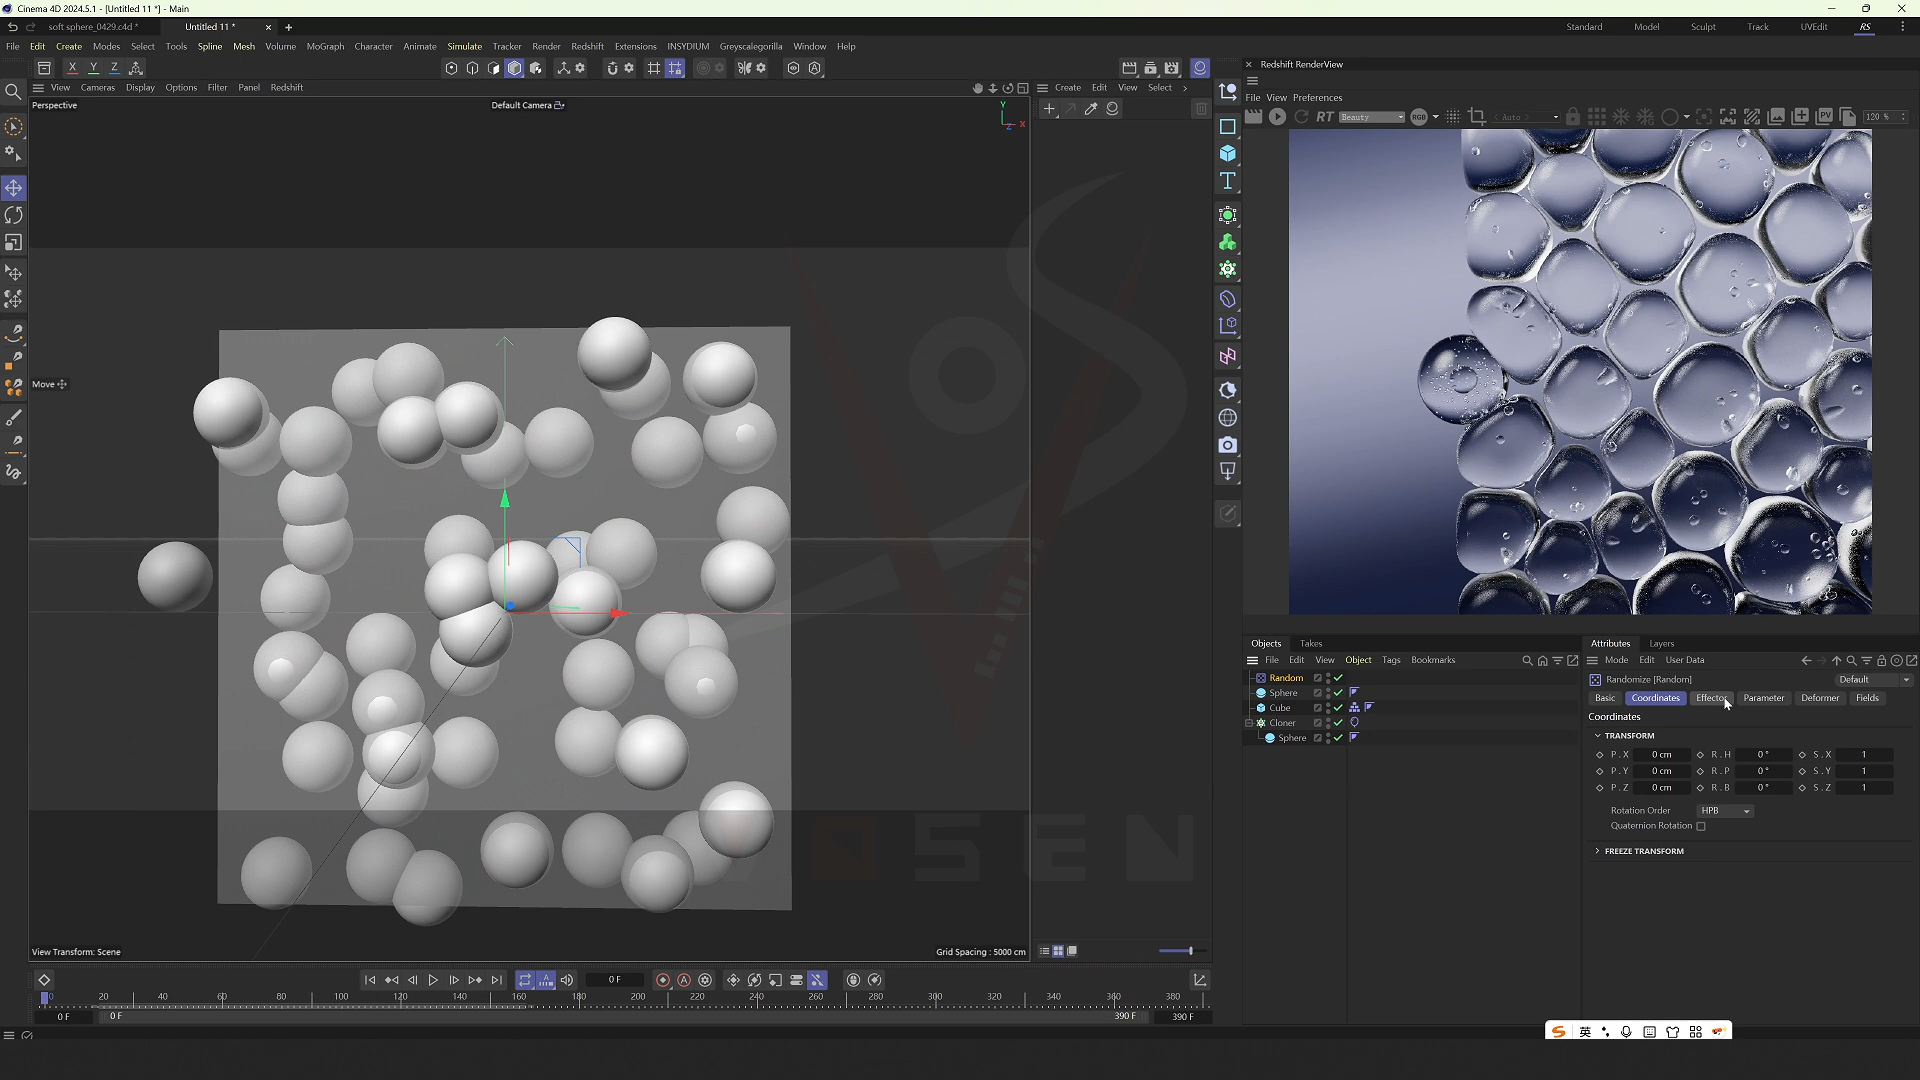 Cinema 4D 2024.5.1 - [Untitled 11 *] - Main
soft sphere_0429.c4d *
Untitled 11 *
Standard
Model
Sculpt
Track
UVEdit
RS
File Edit Create Modes Select Tools Spline Mesh Volume MoGraph Character Animate Simulate Tracker Render Redshift Extensions INSYDIUM Greyscalegorilla Window Help
X Y Z
Redshift RenderView
View Cameras Display Options Filter Panel Redshift
Create Edit View Select
File View Preferences
RT Beauty RGB < Auto > PV 120 %
Perspective
Default Camera
Y
Z X
Move
View Transform: Scene
Grid Spacing : 5000 cm
OSEN
Objects Takes
File Edit View Object Tags Bookmarks
Random
Sphere
Cube
Cloner
Sphere
Attributes Layers
Mode Edit User Data
Randomize [Random]
Default
Basic Coordinates Effector Parameter Deformer Fields
Coordinates
TRANSFORM
P . X 0 cm R . H 0 ° S . X 1
P . Y 0 cm R . P 0 ° S . Y 1
P . Z 0 cm R . B 0 ° S . Z 1
Rotation Order HPB
Quaternion Rotation
FREEZE TRANSFORM
0 F
0 20 40 60 80 100 120 140 160 180 200 220 240 260 280 300 320 340 360 380
0 F 0 F 390 F 390 F
英